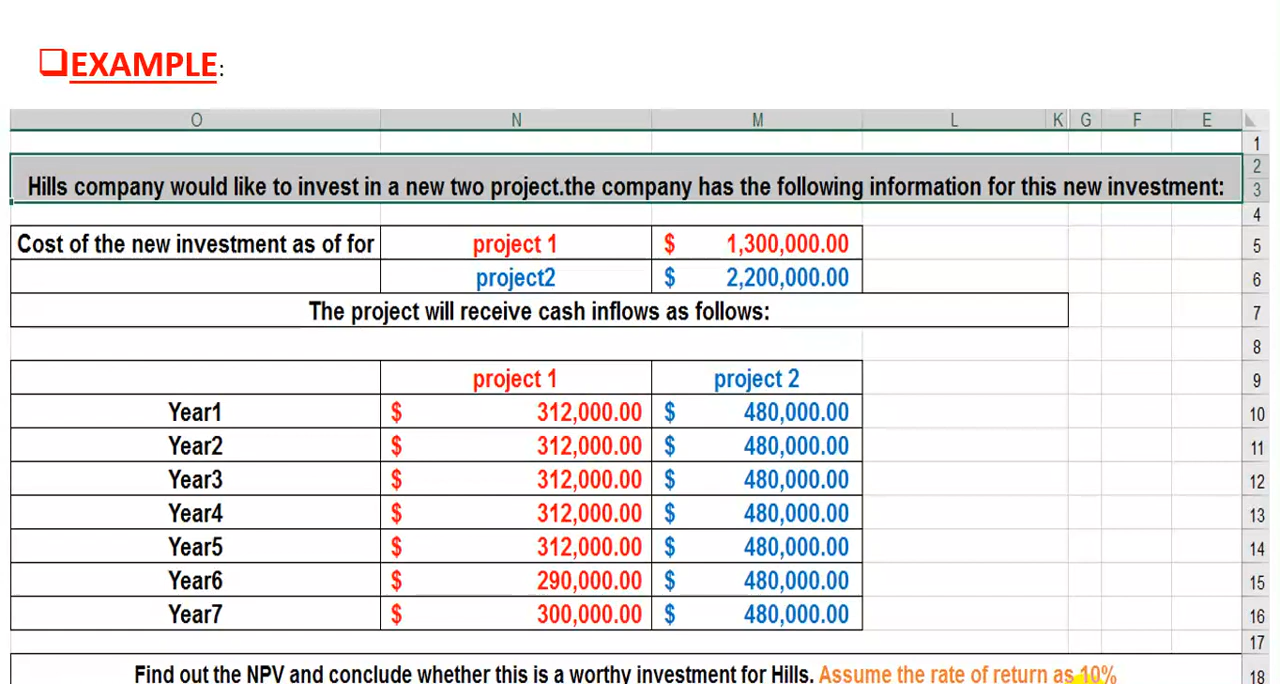 ❑EXAMPLE:
O N M L K G F E
1
2
Hills company would like to invest in a new two project.the company has the following information for this new investment: 3
4
Cost of the new investment as of for project 1 $ 1,300,000.00 5
project2 $ 2,200,000.00 6
The project will receive cash inflows as follows: 7
8
project 1 project 2 9
Year1 $ 312,000.00 $ 480,000.00 10
Year2 $ 312,000.00 $ 480,000.00 11
Year3 $ 312,000.00 $ 480,000.00 12
Year4 $ 312,000.00 $ 480,000.00 13
Year5 $ 312,000.00 $ 480,000.00 14
Year6 $ 290,000.00 $ 480,000.00 15
Year7 $ 300,000.00 $ 480,000.00 16
17
Find out the NPV and conclude whether this is a worthy investment for Hills. Assume the rate of return as 10% 18